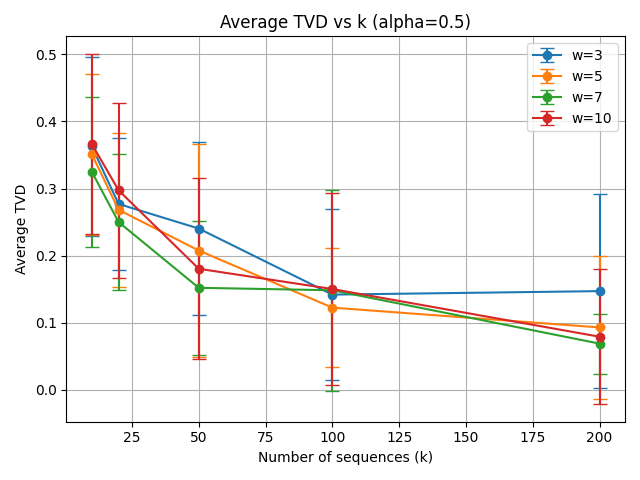 Average TVD vs k (alpha=0.5)
w=3
w=5
w=7
w=10
Average TVD
0.5
0.4
0.3
0.2
0.1
0.0
25 50 75 100 125 150 175 200
Number of sequences (k)